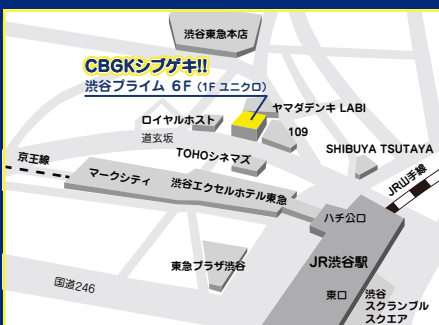 渋谷東急本店
CBGKシブゲキ!!
渋谷プライム 6F (1F ユニクロ)
ヤマダデンキ LABI
ロイヤルホスト
109
道玄坂
TOHOシネマズ
SHIBUYA TSUTAYA
京王線
マークシティ
渋谷エクセルホテル東急
JR山手線
ハチ公口
東急プラザ渋谷
JR渋谷駅
国道246
東口
渋谷
スクランブル
スクエア